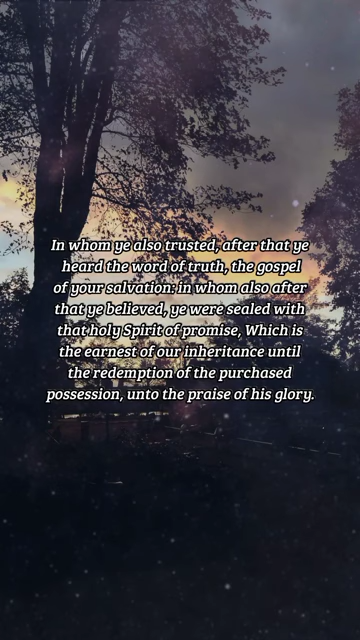 In whom ye also trusted, after that ye
heard the word of truth, the gospel
of your salvation: in whom also after
that ye believed, ye were sealed with
that holy Spirit of promise, Which is
the earnest of our inheritance until
the redemption of the purchased
possession, unto the praise of his glory.